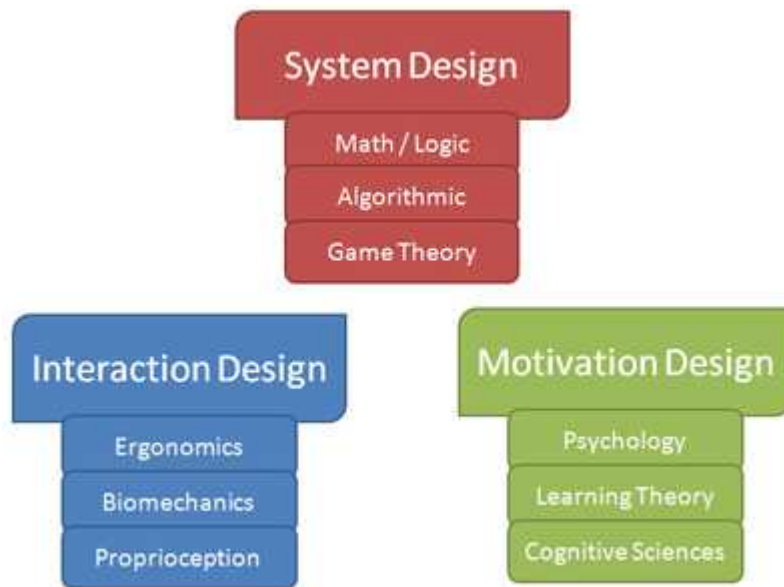 System Design
Math / Logic
Algorithmic
Game Theory
Interaction Design
Ergonomics
Biomechanics
Proprioception
Motivation Design
Psychology
Learning Theory
Cognitive Sciences